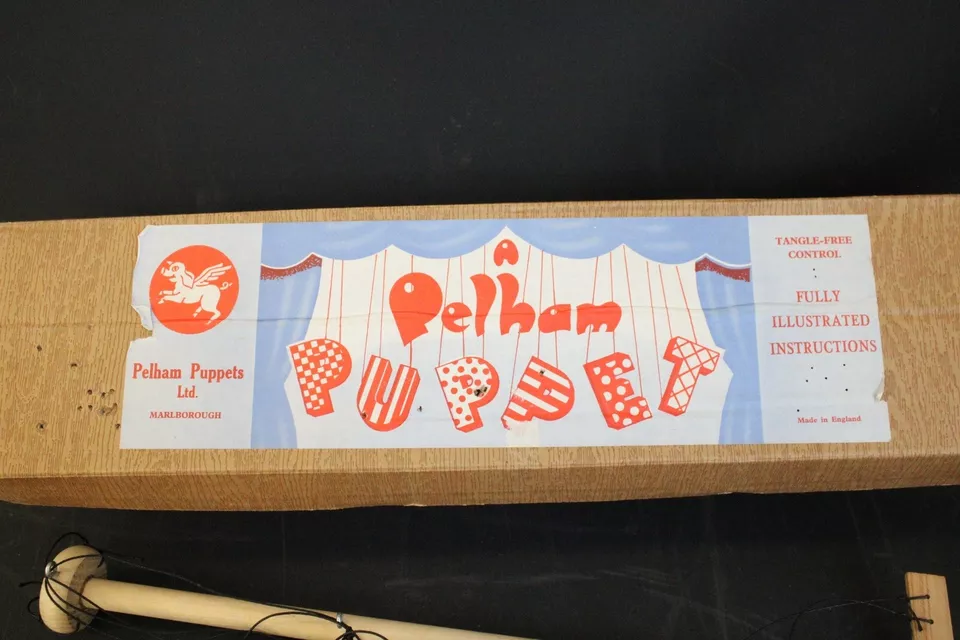 Pelham Puppets
Ltd.
MARLBOROUGH
A
Pelham
PUPPET
TANGLE-FREE
CONTROL
FULLY
ILLUSTRATED
INSTRUCTIONS
Made in England